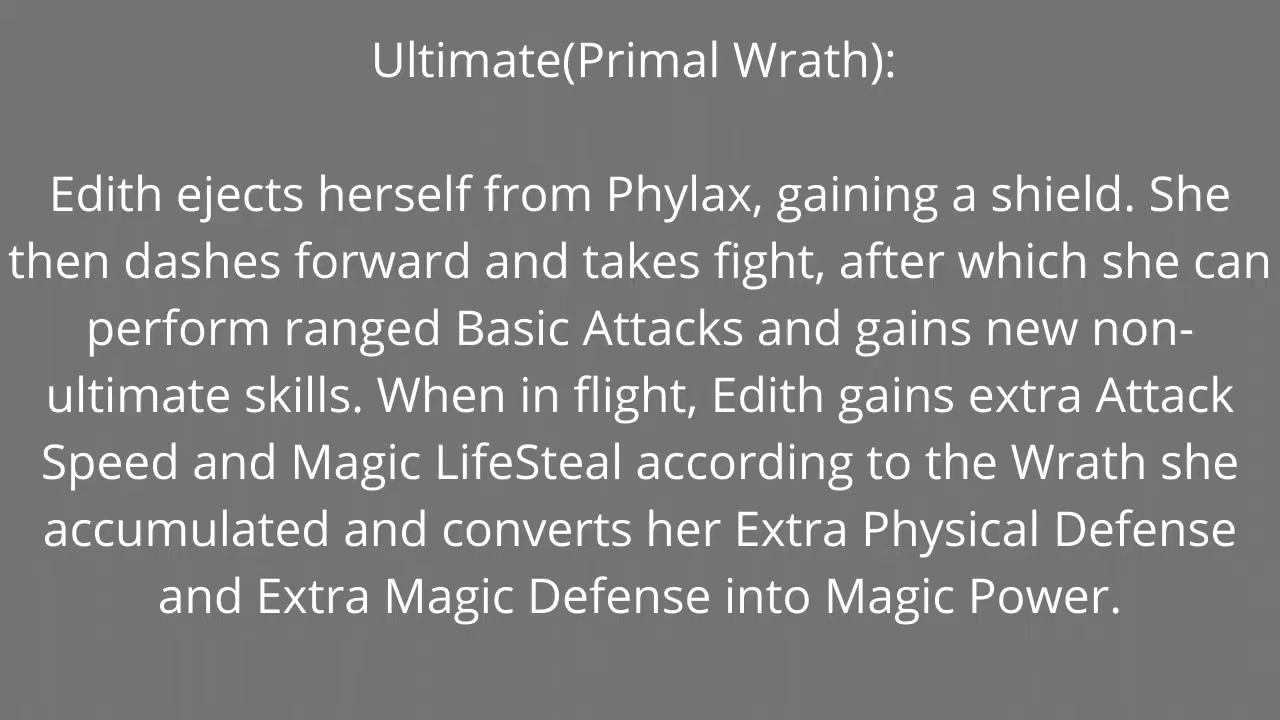 Ultimate(Primal Wrath):
Edith ejects herself from Phylax, gaining a shield. She
then dashes forward and takes fight, after which she can
perform ranged Basic Attacks and gains new non-
ultimate skills. When in flight, Edith gains extra Attack
Speed and Magic LifeSteal according to the Wrath she
accumulated and converts her Extra Physical Defense
and Extra Magic Defense into Magic Power.